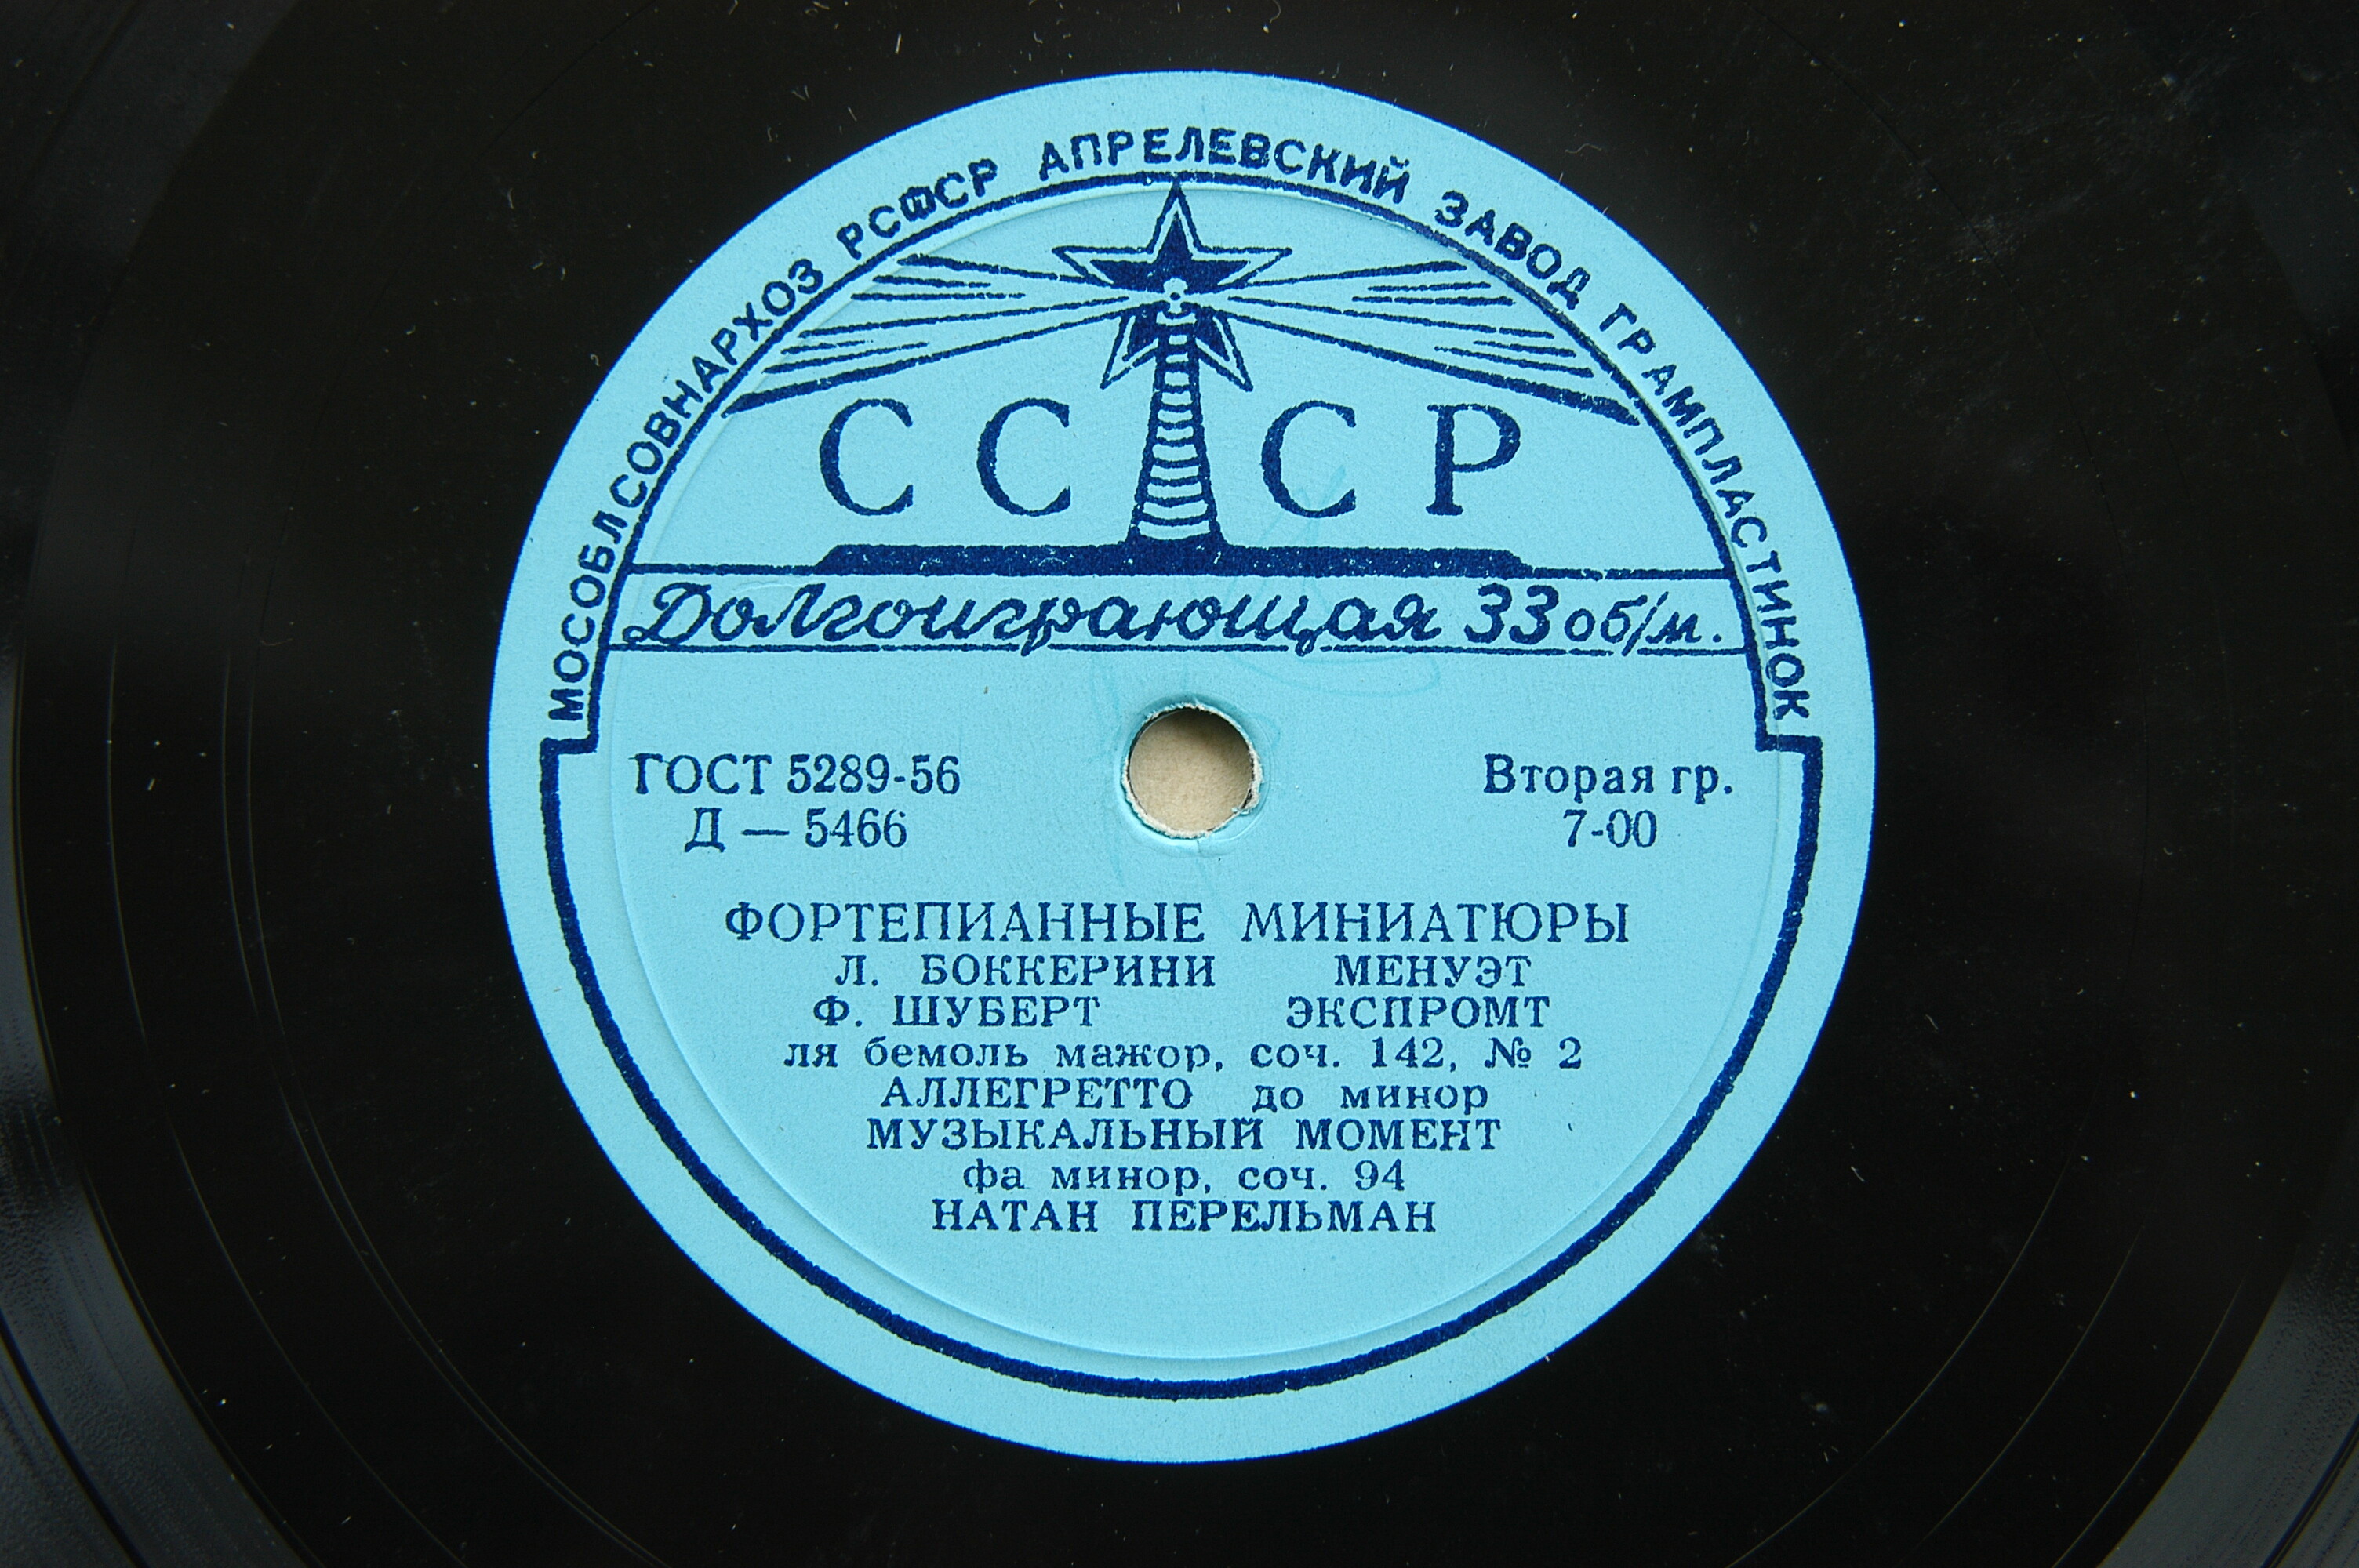 МОСОБЛСОВНАРХОЗ РСФСР АПРЕЛЕВСКИЙ ЗАВОД ГРАМПЛАСТИНОК
СССР
Долгоиграющая 33 об/м.
ГОСТ 5289-56
Д — 5466
Вторая гр.
7-00
ФОРТЕПИАННЫЕ МИНИАТЮРЫ
Л. БОККЕРИНИ МЕНУЭТ
Ф. ШУБЕРТ ЭКСПРОМТ
ля бемоль мажор, соч. 142, № 2
АЛЛЕГРЕТТО до минор
МУЗЫКАЛЬНЫЙ МОМЕНТ
фа минор, соч. 94
НАТАН ПЕРЕЛЬМАН